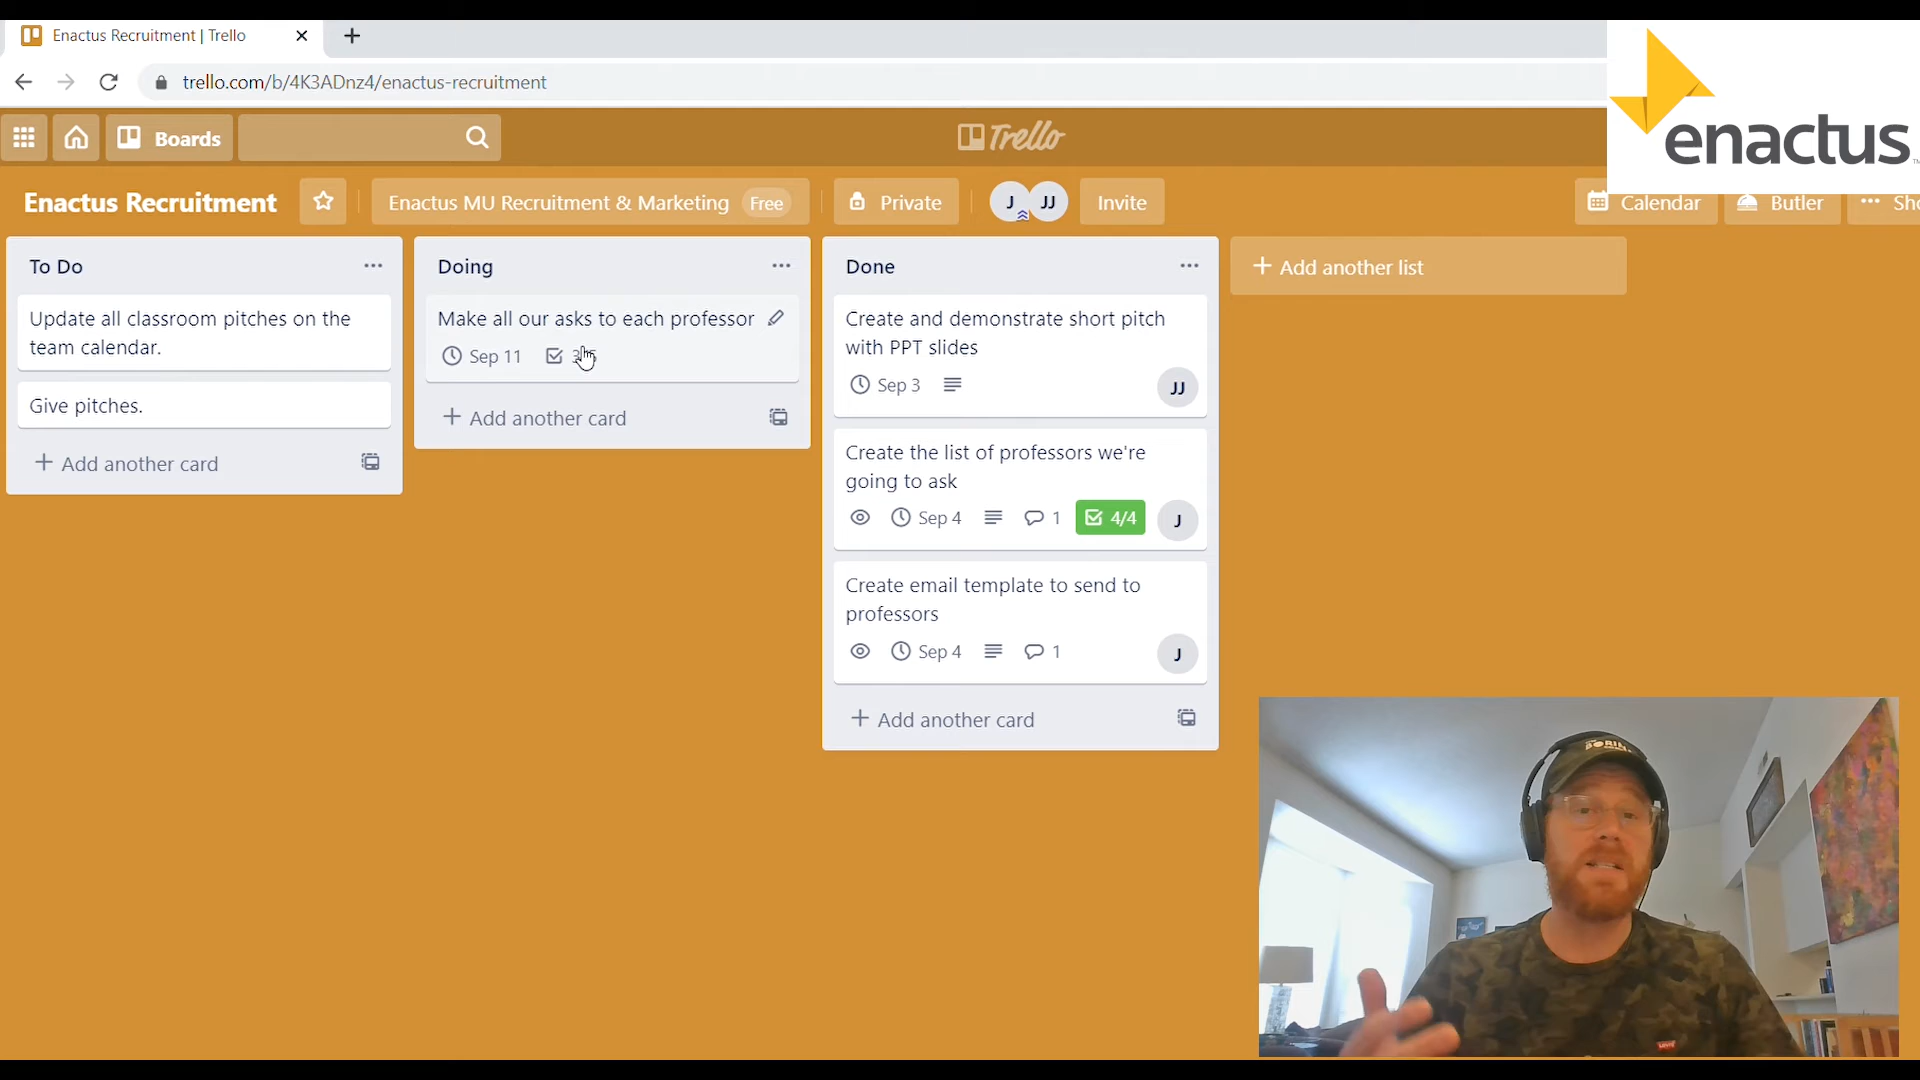 Enactus Recruitment | Trello
trello.com/b/4K3ADnz4/enactus-recruitment
enactus
Boards
Trello
Enactus Recruitment
Enactus MU Recruitment & Marketing Free
Private
J
JJ
Invite
Calendar
Butler
To Do
Update all classroom pitches on the
team calendar.
Give pitches.
+ Add another card
Doing
Make all our asks to each professor
Sep 11
+ Add another card
Done
Create and demonstrate short pitch
with PPT slides
Sep 3
JJ
Create the list of professors we're
going to ask
Sep 4
1
4/4
J
Create email template to send to
professors
Sep 4
1
J
+ Add another card
+ Add another list